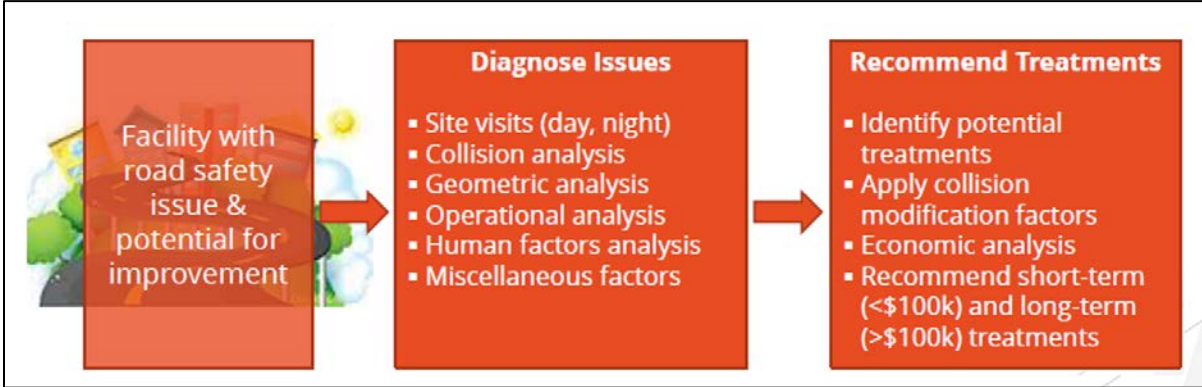 Facility with
road safety
issue &
potential for
improvement
Diagnose Issues
▪ Site visits (day, night)
▪ Collision analysis
▪ Geometric analysis
▪ Operational analysis
▪ Human factors analysis
▪ Miscellaneous factors
Recommend Treatments
▪ Identify potential
treatments
▪ Apply collision
modification factors
▪ Economic analysis
▪ Recommend short-term
(<$100k) and long-term
(>$100k) treatments